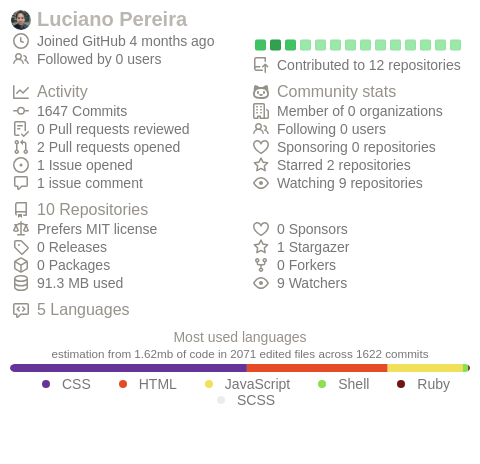 Luciano Pereira
Joined GitHub 4 months ago
Followed by 0 users
Contributed to 12 repositories
Activity
1647 Commits
0 Pull requests reviewed
2 Pull requests opened
1 Issue opened
1 issue comment
Community stats
Member of 0 organizations
Following 0 users
Sponsoring 0 repositories
Starred 2 repositories
Watching 9 repositories
10 Repositories
Prefers MIT license
0 Releases
0 Packages
91.3 MB used
0 Sponsors
1 Stargazer
0 Forkers
9 Watchers
5 Languages
Most used languages
estimation from 1.62mb of code in 2071 edited files across 1622 commits
CSS HTML JavaScript Shell Ruby
SCSS